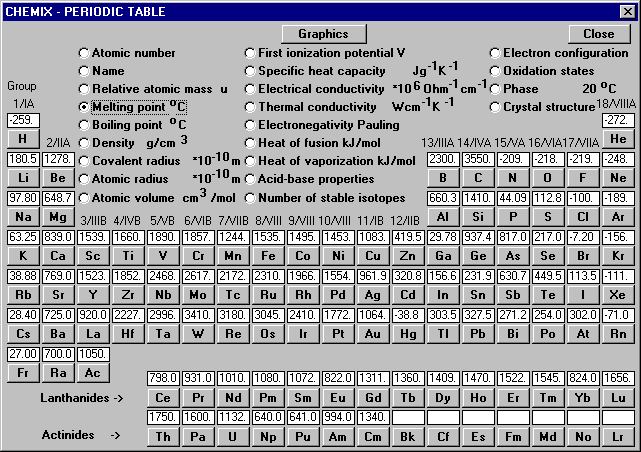 CHEMIX - PERIODIC TABLE
Graphics Close
Atomic number First ionization potential V Electron configuration
Name Specific heat capacity Jg⁻¹K⁻¹ Oxidation states
Relative atomic mass u Electrical conductivity *10⁶ Ohm⁻¹cm⁻¹ Phase 20 °C
Group
1/IA Melting point °C Thermal conductivity Wcm⁻¹K⁻¹ Crystal structure 18/VIIIA
-259. Boiling point °C Electronegativity Pauling -272.
H 2/IIA Density g/cm³ Heat of fusion kJ/mol 13/IIIA 14/IVA 15/VA 16/VIA 17/VIIA He
180.5 1278. Covalent radius *10⁻¹⁰m Heat of vaporization kJ/mol 2300. 3550. -209. -218. -219. -248.
Li Be Atomic radius *10⁻¹⁰m Acid-base properties B C N O F Ne
97.80 648.7 Atomic volume cm³/mol Number of stable isotopes 660.3 1410. 44.09 112.8 -100. -189.
Na Mg 3/IIIB 4/IVB 5/VB 6/VIB 7/VIIB 8/VIII 9/VIII 10/VIII 11/IB 12/IIB Al Si P S Cl Ar
63.25 839.0 1539. 1660. 1890. 1857. 1244. 1535. 1495. 1453. 1083. 419.5 29.78 937.4 817.0 217.0 -7.20 -156.
K Ca Sc Ti V Cr Mn Fe Co Ni Cu Zn Ga Ge As Se Br Kr
38.88 769.0 1523. 1852. 2468. 2617. 2172. 2310. 1966. 1554. 961.9 320.8 156.6 231.9 630.7 449.5 113.5 -111.
Rb Sr Y Zr Nb Mo Tc Ru Rh Pd Ag Cd In Sn Sb Te I Xe
28.40 725.0 920.0 2227. 2996. 3410. 3180. 3045. 2410. 1772. 1064. -38.8 303.5 327.5 271.2 254.0 302.0 -71.0
Cs Ba La Hf Ta W Re Os Ir Pt Au Hg Tl Pb Bi Po At Rn
27.00 700.0 1050.
Fr Ra Ac
798.0 931.0 1010. 1080. 1072. 822.0 1311. 1360. 1409. 1470. 1522. 1545. 824.0 1656.
Lanthanides -> Ce Pr Nd Pm Sm Eu Gd Tb Dy Ho Er Tm Yb Lu
1750. 1600. 1132. 640.0 641.0 994.0 1340.
Actinides -> Th Pa U Np Pu Am Cm Bk Cf Es Fm Md No Lr